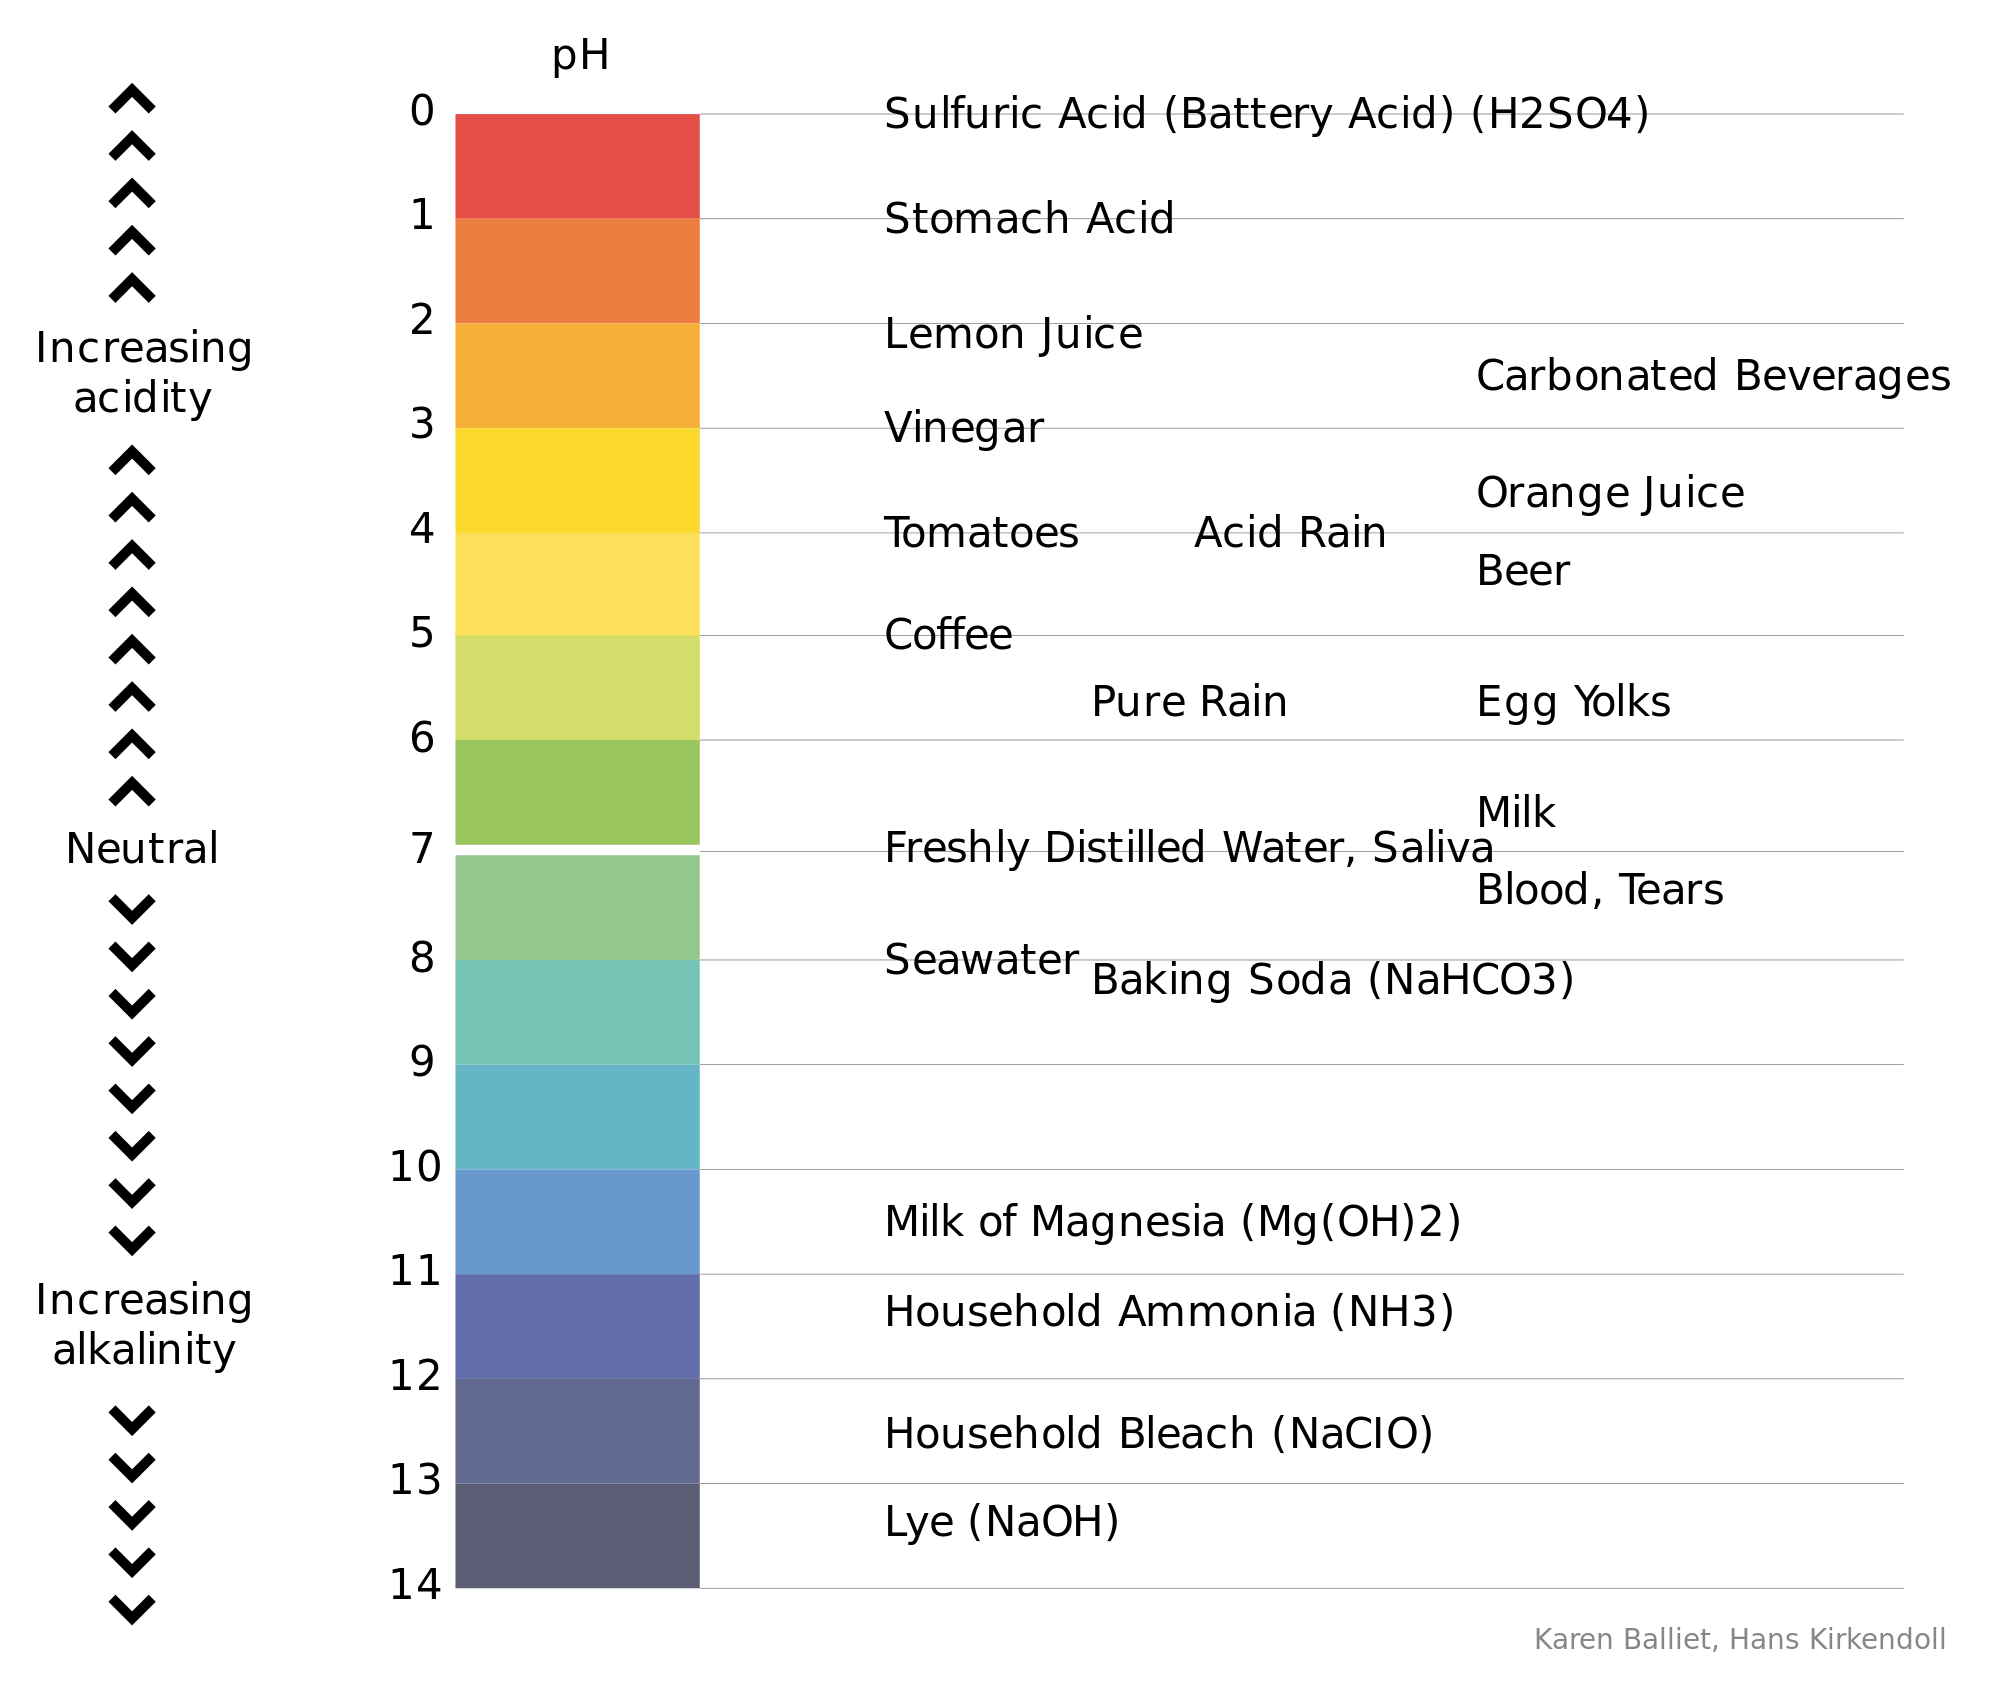 pH
0 Sulfuric Acid (Battery Acid) (H2SO4)
1 Stomach Acid
2 Lemon Juice
Increasing
acidity
Carbonated Beverages
3 Vinegar
Orange Juice
4 Tomatoes Acid Rain
Beer
5 Coffee
Pure Rain Egg Yolks
6
Milk
Neutral 7 Freshly Distilled Water, Saliva
Blood, Tears
8 Seawater
Baking Soda (NaHCO3)
9
10
Milk of Magnesia (Mg(OH)2)
11
Increasing
alkalinity
Household Ammonia (NH3)
12
Household Bleach (NaClO)
13
Lye (NaOH)
14
Karen Balliet, Hans Kirkendoll